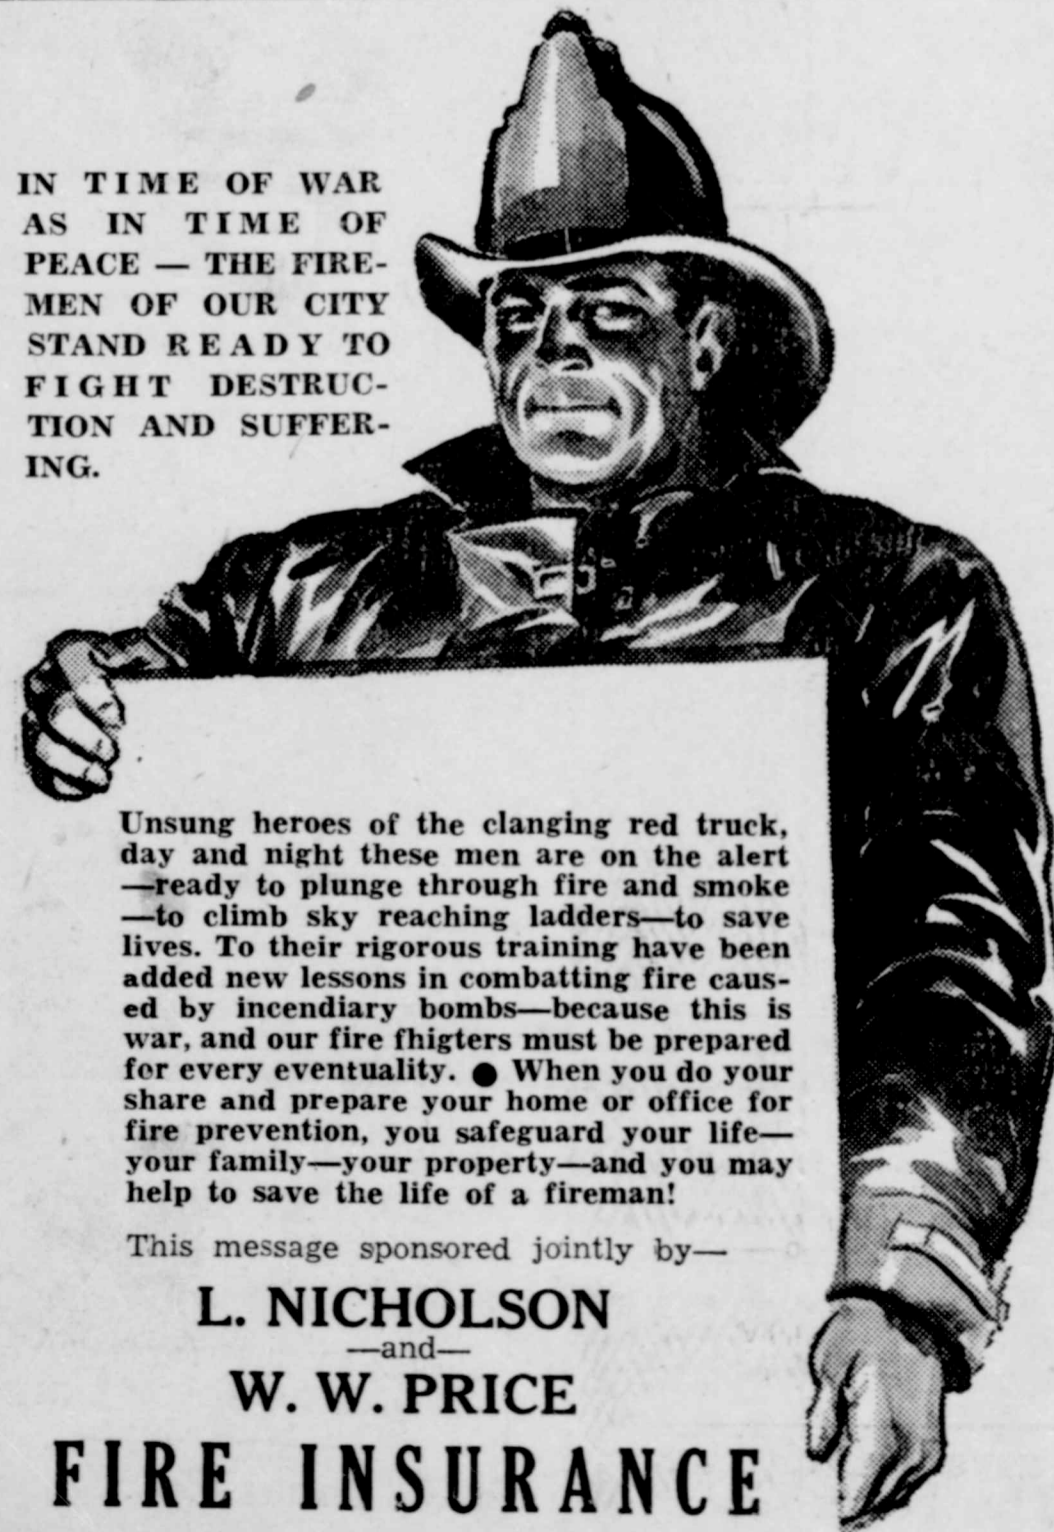 IN TIME OF WAR
AS IN TIME OF
PEACE — THE FIRE-
MEN OF OUR CITY
STAND READY TO
FIGHT DESTRUC-
TION AND SUFFER-
ING.
Unsung heroes of the clanging red truck,
day and night these men are on the alert
—ready to plunge through fire and smoke
—to climb sky reaching ladders—to save
lives. To their rigorous training have been
added new lessons in combatting fire caus-
ed by incendiary bombs—because this is
war, and our fire fhigters must be prepared
for every eventuality. ● When you do your
share and prepare your home or office for
fire prevention, you safeguard your life—
your family—your property—and you may
help to save the life of a fireman!
This message sponsored jointly by—
L. NICHOLSON
—and—
W. W. PRICE
FIRE INSURANCE